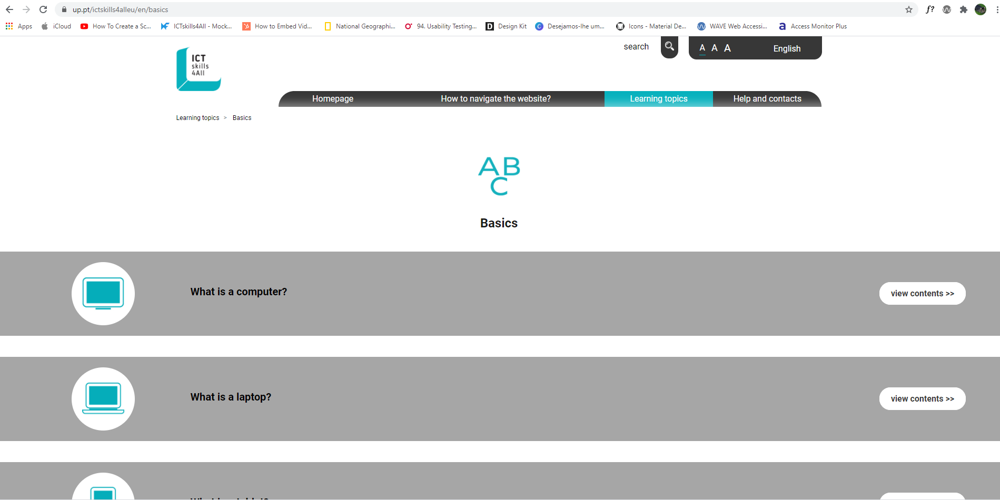 up.pt/ictskills4alleu/en/basics
f?
Apps
iCloud
How To Create a Sc...
ICTskills4All - Mock...
How to Embed Vid...
National Geographi...
94. Usability Testing...
D
Design Kit
C
Desejamos-lhe um...
Icons - Material De...
WAVE Web Accessi...
a
Access Monitor Plus
search
A A A
English
ICT
skills
4All
Homepage
How to navigate the website?
Learning topics
Help and contacts
Learning topics > Basics
AB
C
Basics
What is a computer?
view contents >>
What is a laptop?
view contents >>